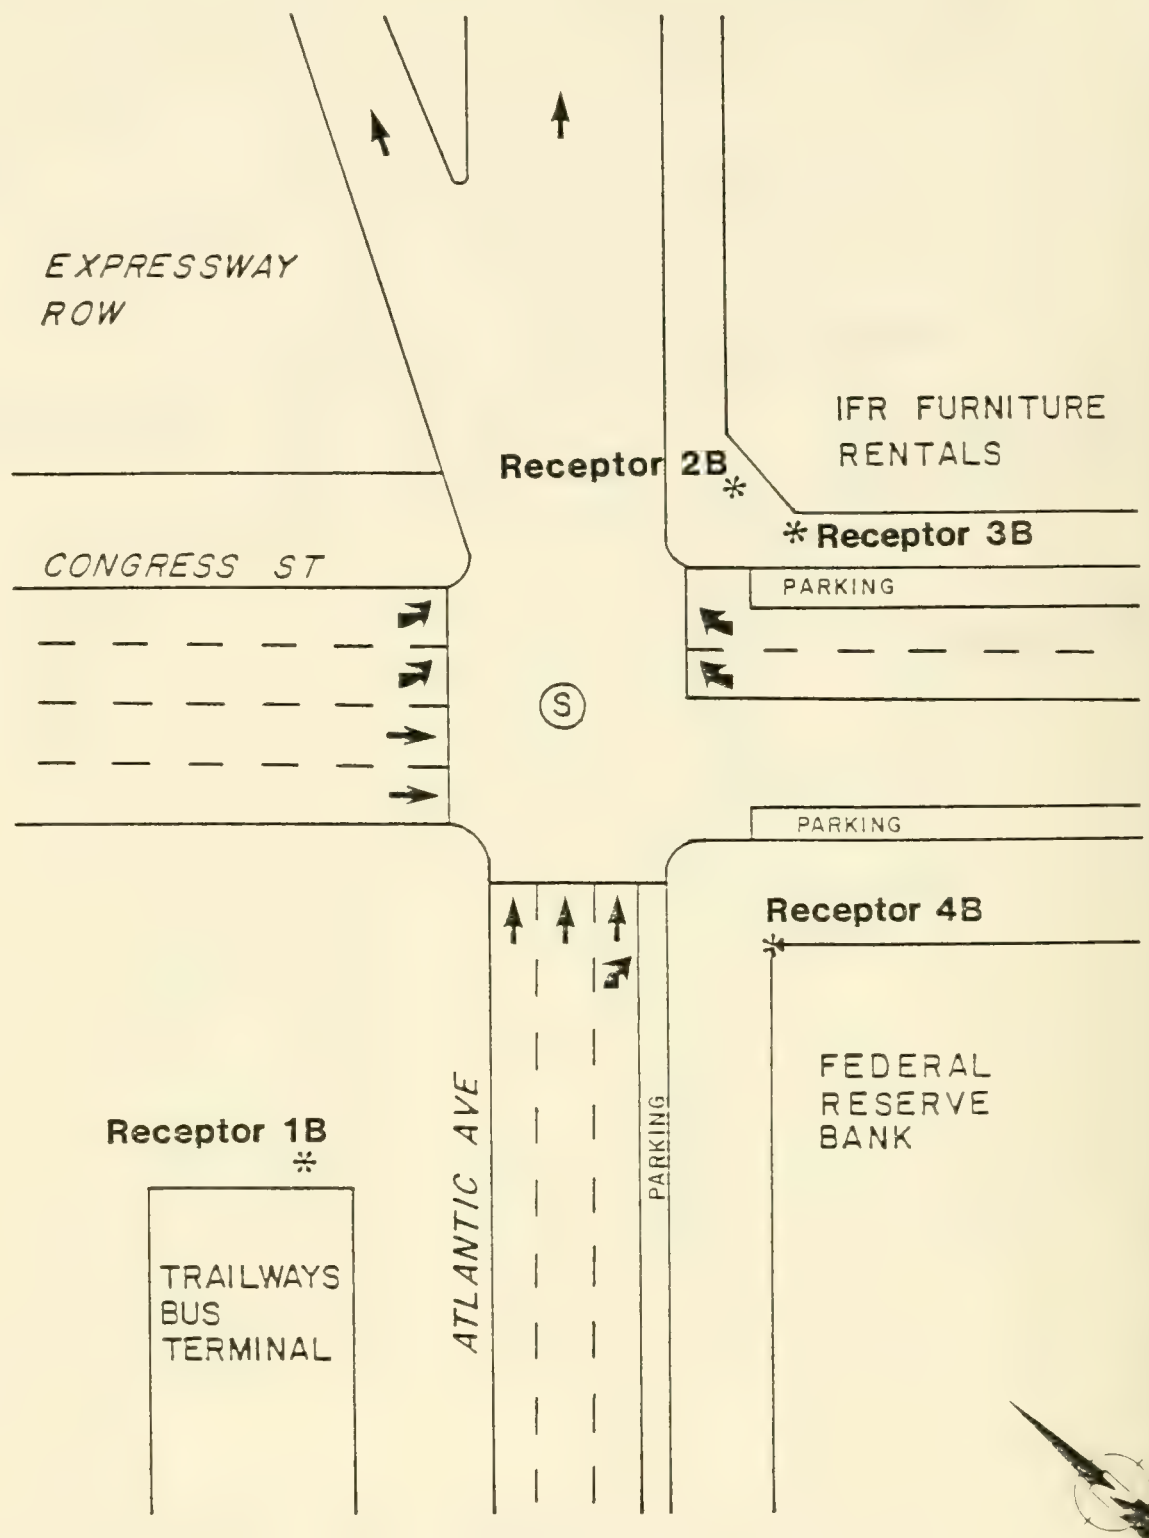 EXPRESSWAY
ROW
IFR FURNITURE
RENTALS
Receptor 2B
Receptor 3B
CONGRESS ST
PARKING
S
PARKING
Receptor 4B
FEDERAL
RESERVE
BANK
ATLANTIC AVE
PARKING
Receptor 1B
TRAILWAYS
BUS
TERMINAL